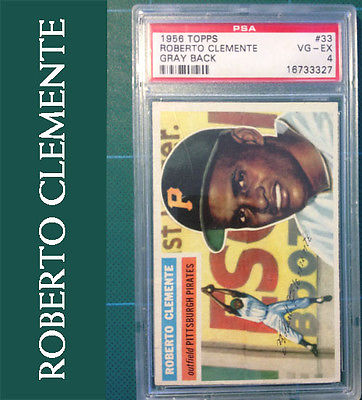 ROBERTO CLEMENTE
PSA
1956 TOPPS #33
ROBERTO CLEMENTE VG-EX
GRAY BACK 4
16733327
P
ROBERTO CLEMENTE
outfield PITTSBURGH PIRATES